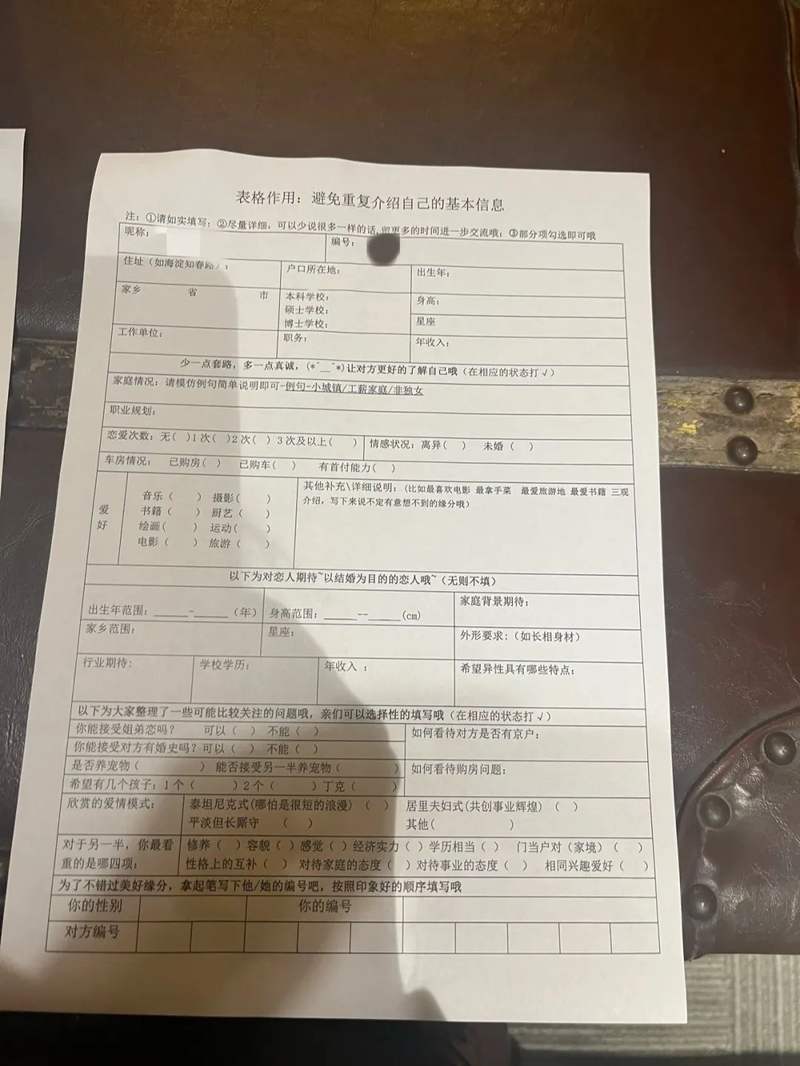 表格作用：避免重复介绍自己的基本信息
注：①请如实填写；②尽量详细，可以少说很多一样的话，留更多的时间进一步交流哦；③部分项勾选即可哦
昵称： 编号：
住址（如海淀知春路）： 户口所在地： 出生年：
家乡 省 市 本科学校： 身高：
硕士学校：
博士学校： 星座
工作单位： 职务： 年收入：
少一点套路，多一点真诚，(*^__^*)让对方更好的了解自己哦（在相应的状态打√）
家庭情况：请模仿例句简单说明即可-例句-小城镇/工薪家庭/非独女
职业规划：
恋爱次数：无（ ）1次（ ）2次（ ）3次及以上（ ） 情感状况：离异（ ） 未婚（ ）
车房情况： 已购房（ ） 已购车（ ） 有首付能力（ ）
爱好
音乐（ ） 摄影（ ）
书籍（ ） 厨艺（ ）
绘画（ ） 运动（ ）
电影（ ） 旅游（ ）
其他补充\详细说明：（比如最喜欢电影 最拿手菜 最爱旅游地 最爱书籍 三观
介绍，写下来说不定有意想不到的缘分哦）
以下为对恋人期待~以结婚为目的的恋人哦~（无则不填）
出生年范围：______-______（年） 身高范围：______--______(cm) 家庭背景期待：
家乡范围： 星座： 外形要求：（如长相身材）
行业期待： 学校学历： 年收入： 希望异性具有哪些特点：
以下为大家整理了一些可能比较关注的问题哦，亲们可以选择性的填写哦（在相应的状态打√）
你能接受姐弟恋吗？ 可以（ ） 不能（ ） 如何看待对方是否有京户：
你能接受对方有婚史吗？可以（ ） 不能（ ）
是否养宠物（ ） 能否接受另一半养宠物（ ） 如何看待购房问题：
希望有几个孩子：1个（ ）2个（ ）丁克（ ）
欣赏的爱情模式： 泰坦尼克式(哪怕是很短的浪漫)（ ） 居里夫妇式(共创事业辉煌)（ ）
平淡但长厮守 （ ） 其他( )
对于另一半，你最看 修养（ ）容貌（ ）感觉（ ）经济实力（ ）学历相当（ ） 门当户对（家境）（ ）
重的是哪四项： 性格上的互补（ ） 对待家庭的态度（ ）对待事业的态度（ ） 相同兴趣爱好（ ）
为了不错过美好缘分，拿起笔写下他/她的编号吧，按照印象好的顺序填写哦
你的性别 你的编号
对方编号